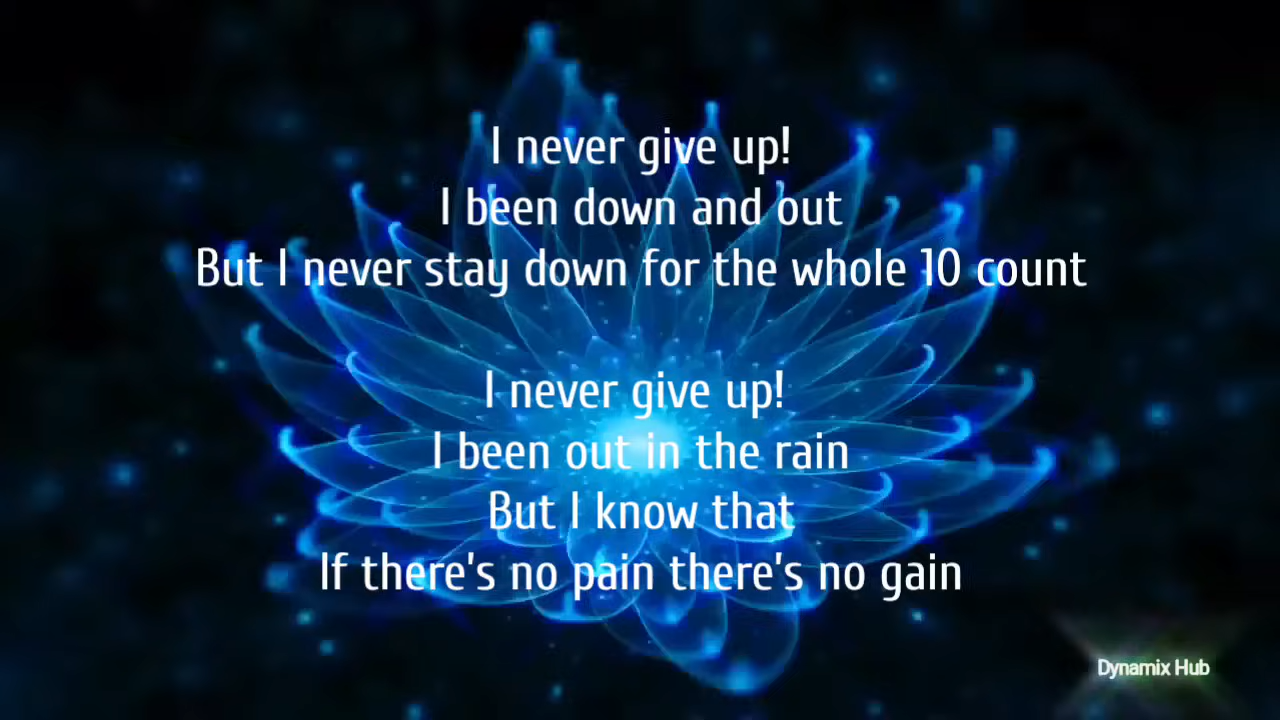 I never give up!
I been down and out
But I never stay down for the whole 10 count
I never give up!
I been out in the rain
But I know that
If there's no pain there's no gain
Dynamix Hub